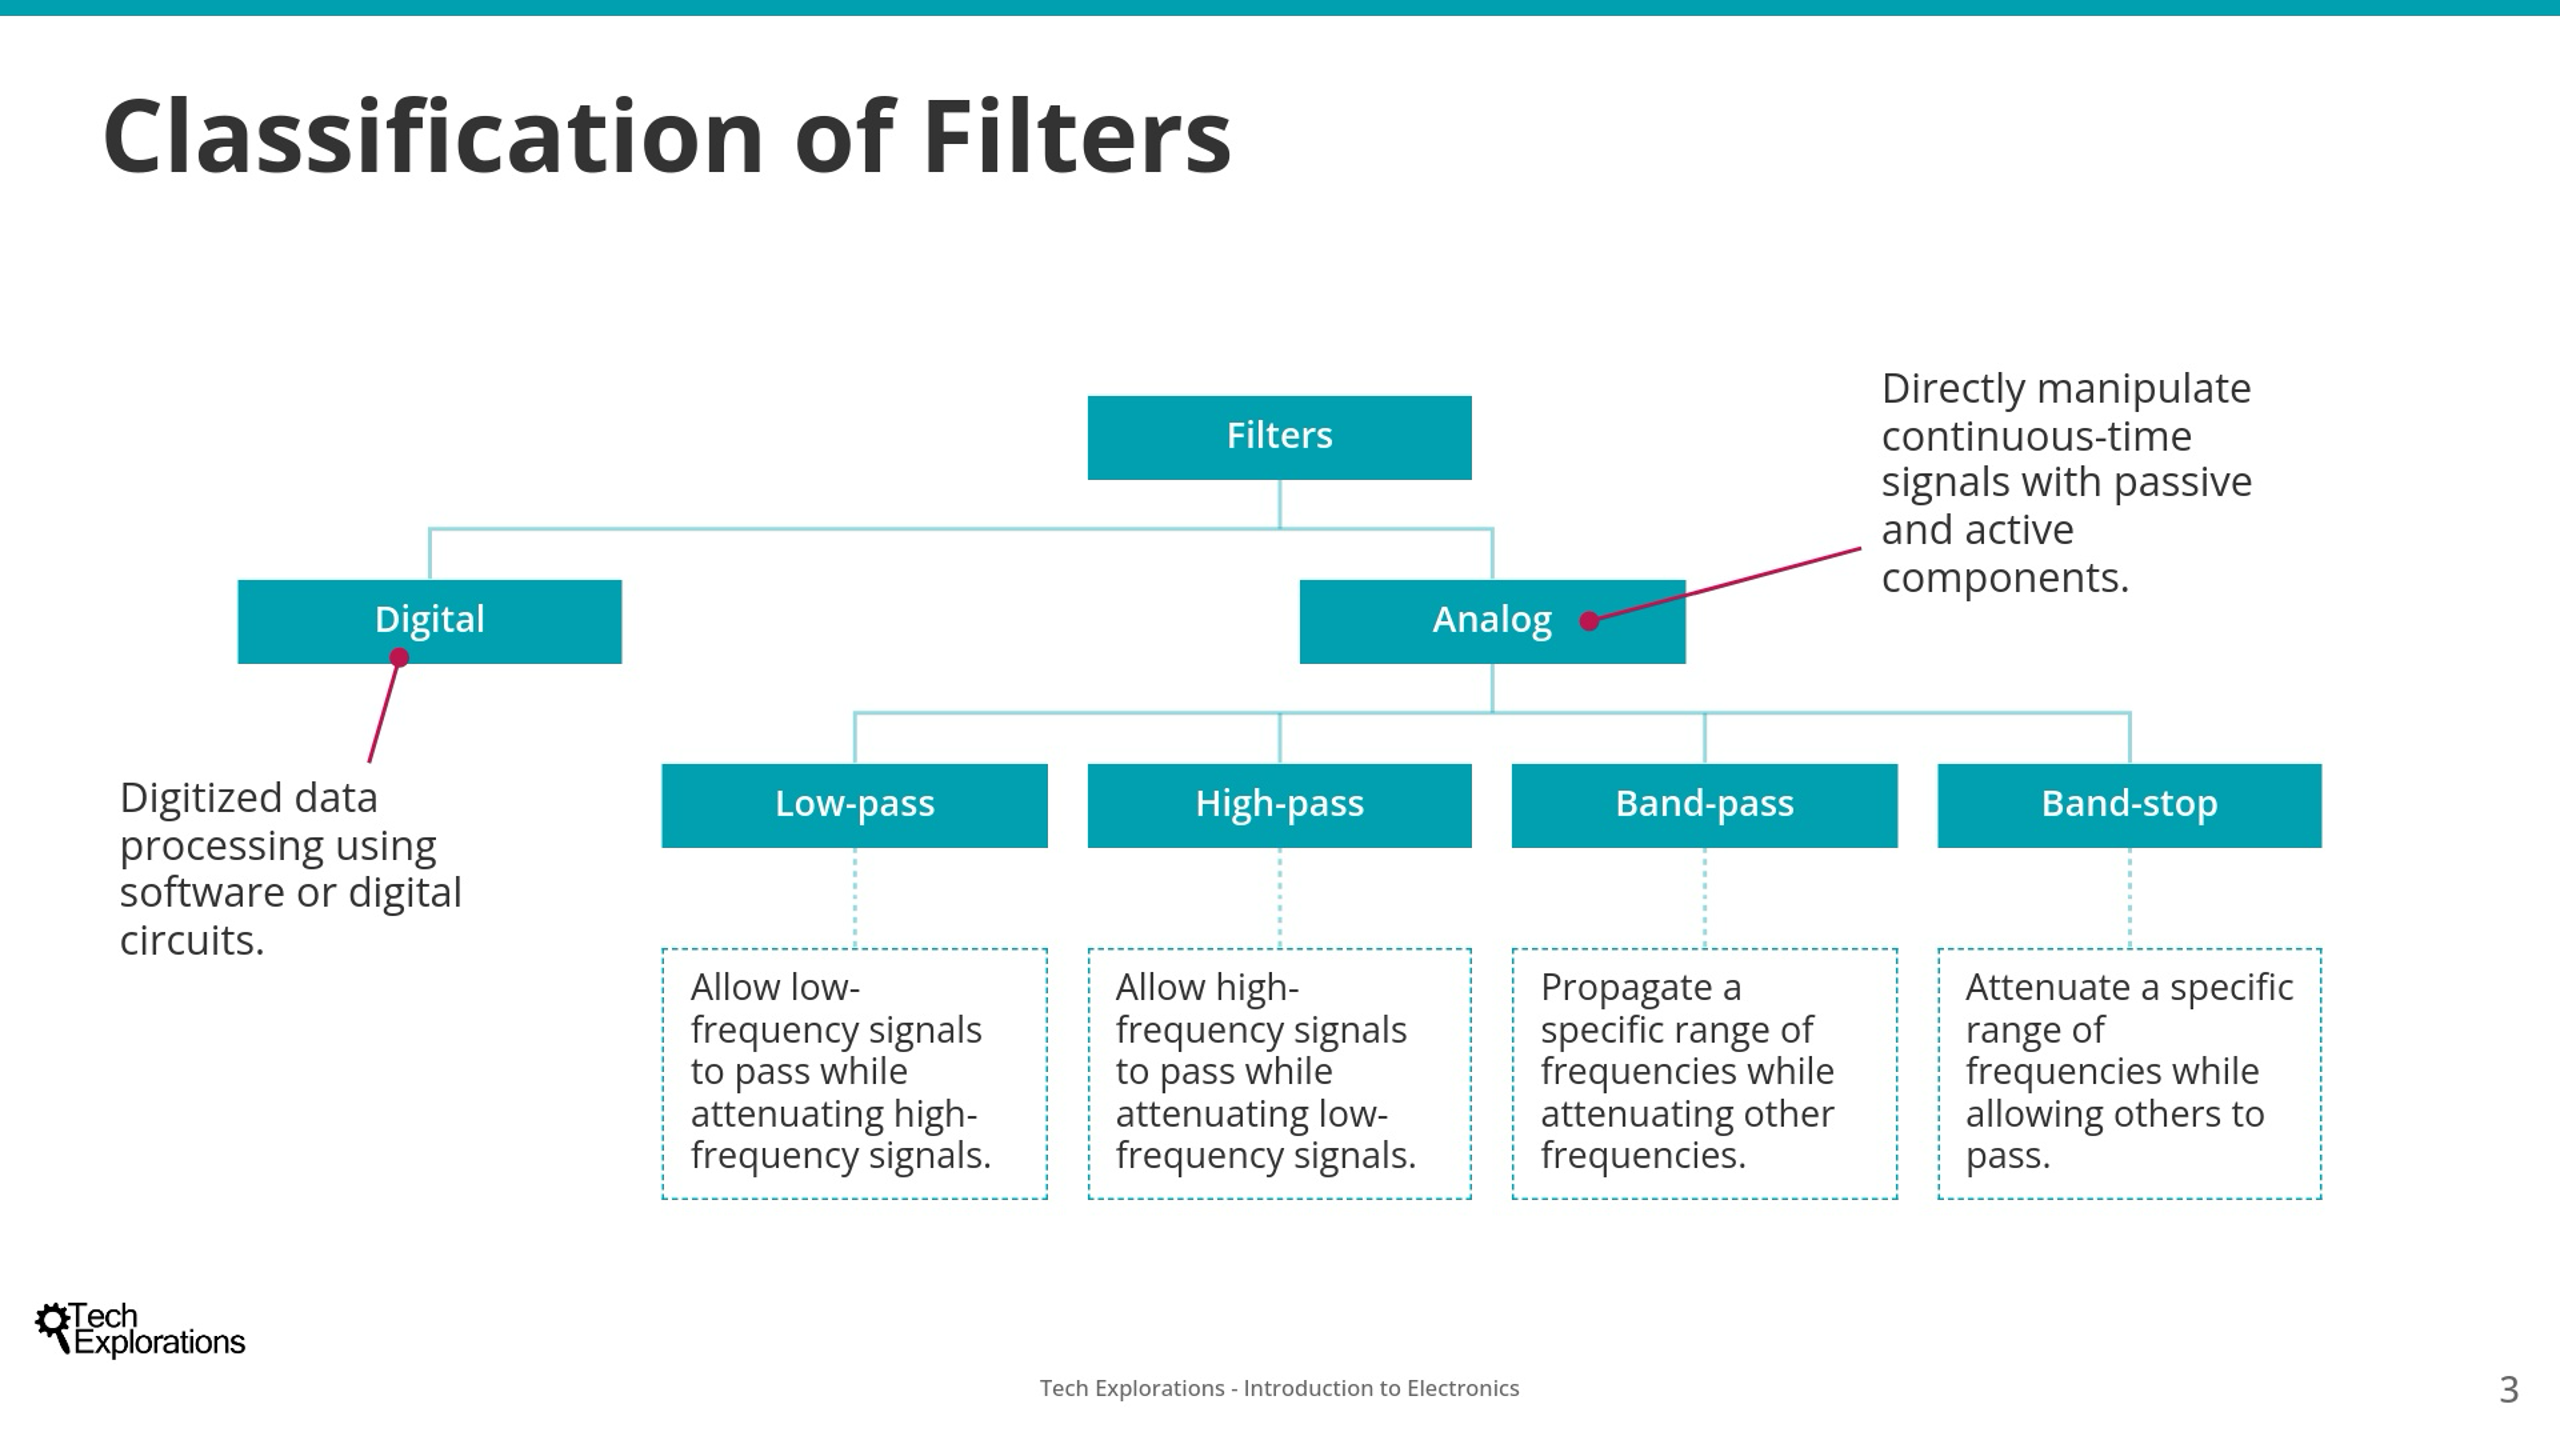 Classification of Filters
Filters
Directly manipulate
continuous-time
signals with passive
and active
components.
Digital
Analog
Digitized data
processing using
software or digital
circuits.
Low-pass
High-pass
Band-pass
Band-stop
Allow low-
frequency signals
to pass while
attenuating high-
frequency signals.
Allow high-
frequency signals
to pass while
attenuating low-
frequency signals.
Propagate a
specific range of
frequencies while
attenuating other
frequencies.
Attenuate a specific
range of
frequencies while
allowing others to
pass.
Tech
Explorations
Tech Explorations - Introduction to Electronics
3